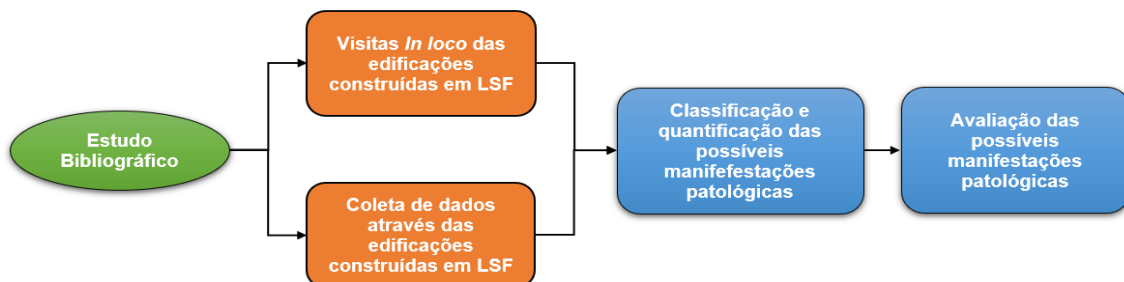 Estudo
Bibliográfico
Visitas In loco das
edificações
construídas em LSF
Coleta de dados
através das
edificações
construídas em LSF
Classificação e
quantificação das
possíveis
manifefestações
patológicas
Avaliação das
possíveis
manifestações
patológicas